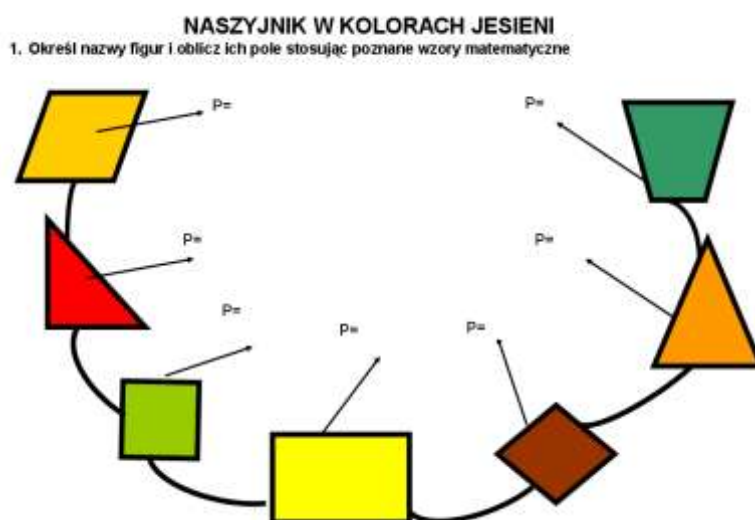 NASZYJNIK W KOLORACH JESIENI
1. Określ nazwy figur i oblicz ich pole stosując poznane wzory matematyczne
P=
P=
P=
P=
P=
P=
P=